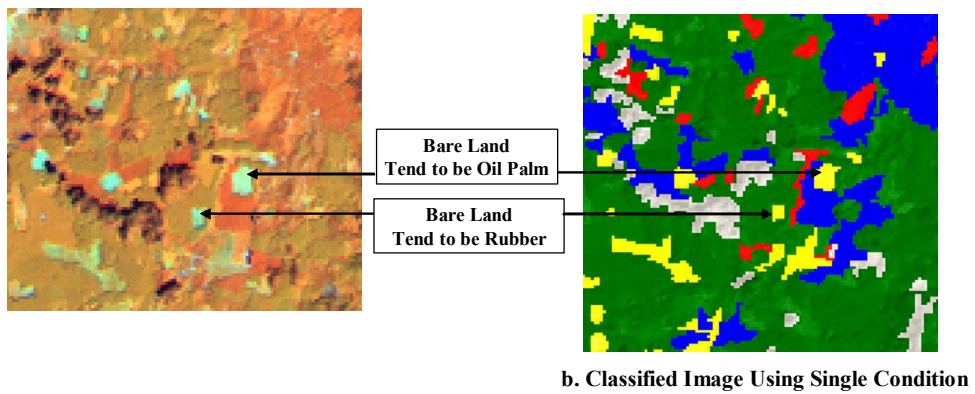 Bare Land
Tend to be Oil Palm
Bare Land
Tend to be Rubber
b. Classified Image Using Single Condition